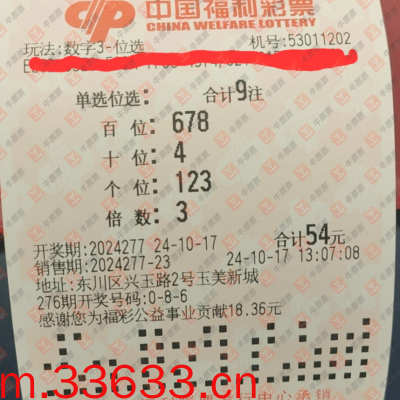 中国福利彩票
CHINA WELFARE LOTTERY
玩法:数字3-位选 机号:53011202
单选位选: 合计9注
百位: 678
十位: 4
个位: 123
倍数: 3
开奖期:2024277 24-10-17 合计54元
销售期:2024277-23 24-10-17 13:07:08
地址:东川区兴玉路2号玉美新城
276期开奖号码:0-8-6
感谢您为福彩公益事业贡献18.36元
m.33633.cn
中心承销